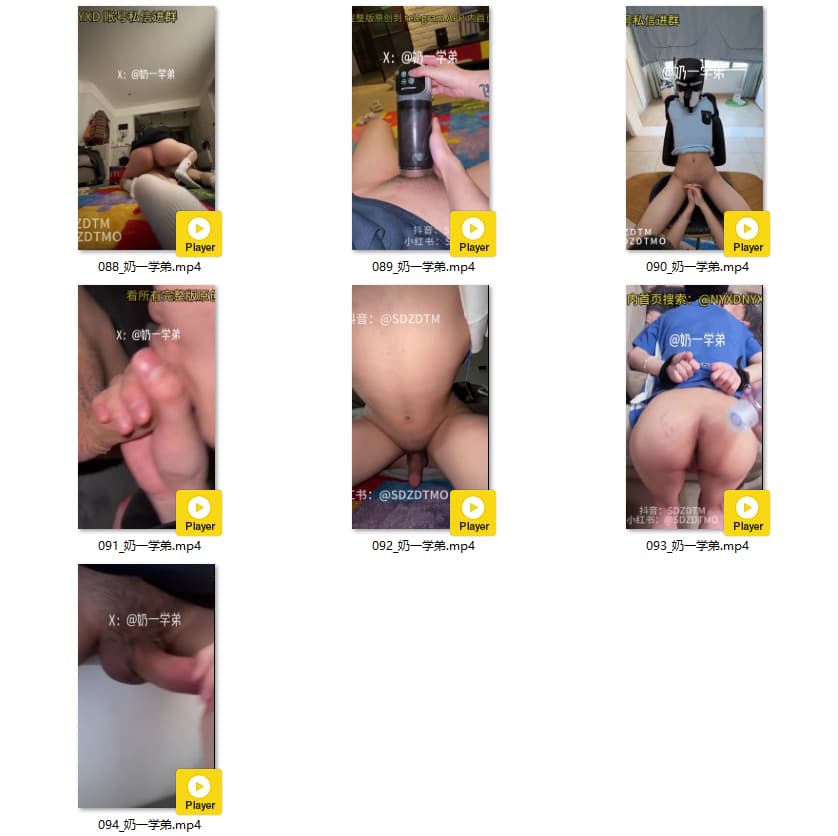 YXD 账号私信进群
X: @奶一学弟
ZDTM
ZDTMO
Player
088_奶一学弟.mp4
完整版原创到 telegram APP 内首页
X: @奶一学弟
抖音:
小红书: S
Player
089_奶一学弟.mp4
号私信进群
@奶一学弟
ZDTM
DZDTMO
Player
090_奶一学弟.mp4
看所有完整版原创
X: @奶一学弟
Player
091_奶一学弟.mp4
抖音: @SDZDTM
红书: @SDZDTMO
Player
092_奶一学弟.mp4
内首页搜索: @NYXDNYX
@奶一学弟
抖音: SDZDTM
小红书: @SDZDTMO
Player
093_奶一学弟.mp4
X: @奶一学弟
Player
094_奶一学弟.mp4